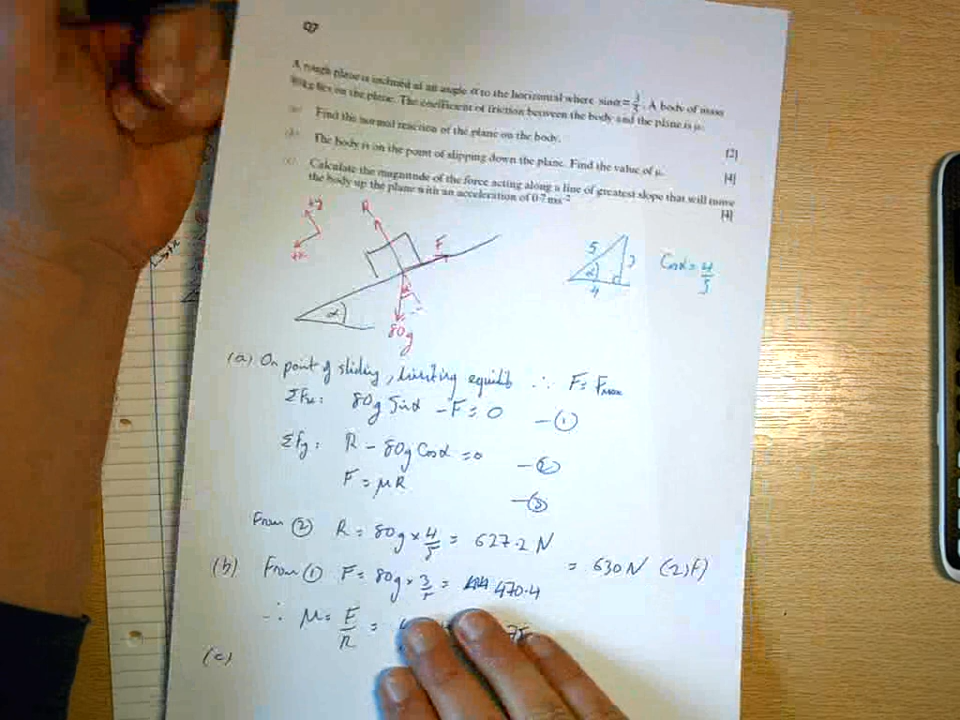 Q7
A rough plane is inclined at an angle α to the horizontal where sinα = 3/5. A body of mass
80 kg lies on the plane. The coefficient of friction between the body and the plane is μ.
(a) Find the normal reaction of the plane on the body.
[2]
(b) The body is on the point of slipping down the plane. Find the value of μ.
[4]
(c) Calculate the magnitude of the force acting along a line of greatest slope that will move
the body up the plane with an acceleration of 0·7 ms⁻²
[4]
+y
+x
R
F
α
80g
5
3
α
4
Cosα = 4/5
(a) On point of sliding, limiting equilib ∴ F = Fmax
ΣFx: 80g Sinα - F = 0 -(1)
ΣFy: R - 80g Cosα = 0 -(2)
F = μR -(3)
From (2) R = 80g × 4/5 = 627.2 N
= 630N (2sf)
(b) From (1) F = 80g × 3/5 = 470.4
∴ μ = F/R =
(c)